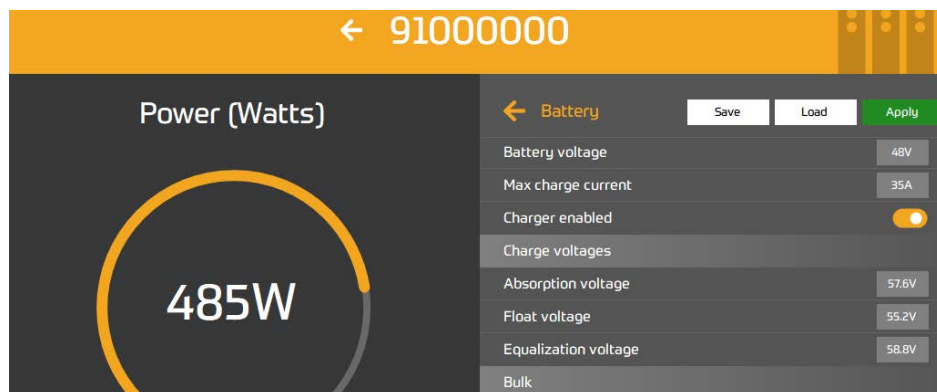 ← 91000000
Power (Watts)
485W
← Battery
Save
Load
Apply
Battery voltage 48V
Max charge current 35A
Charger enabled
Charge voltages
Absorption voltage 57.6V
Float voltage 55.2V
Equalization voltage 58.8V
Bulk